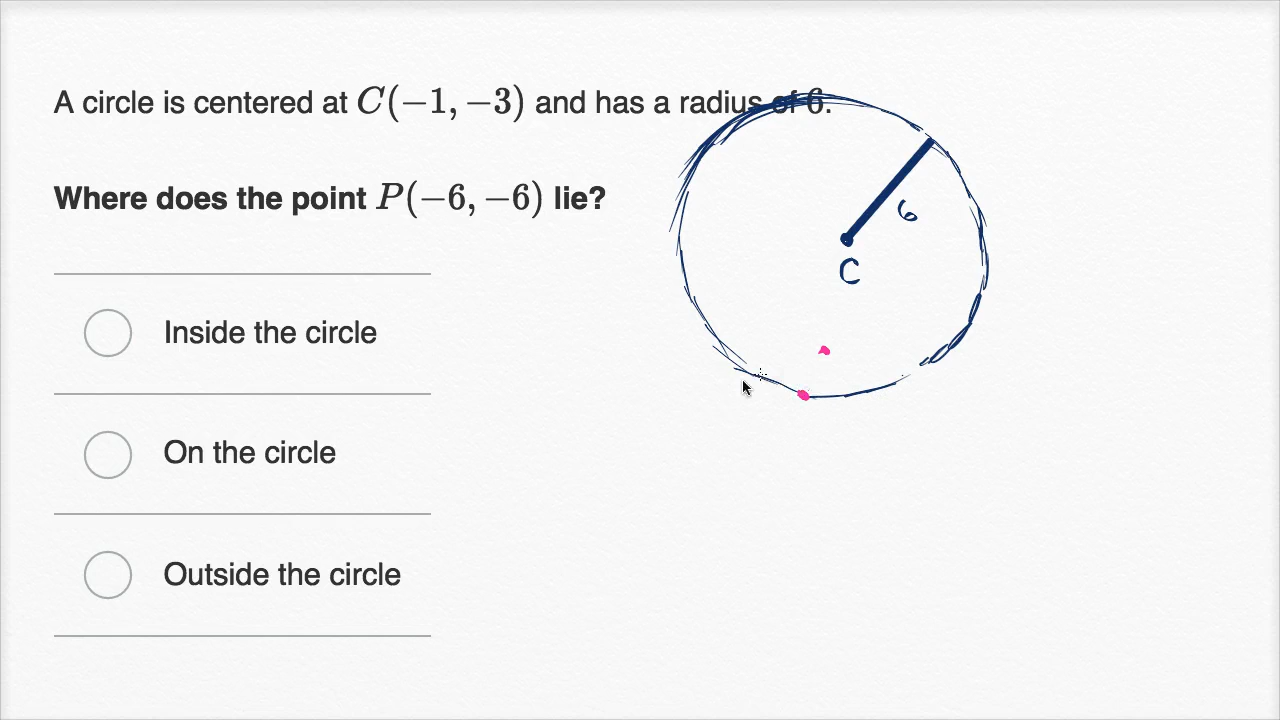 A circle is centered at C(−1, −3) and has a radius of 6.
Where does the point P(−6, −6) lie?
6
C
Inside the circle
On the circle
Outside the circle